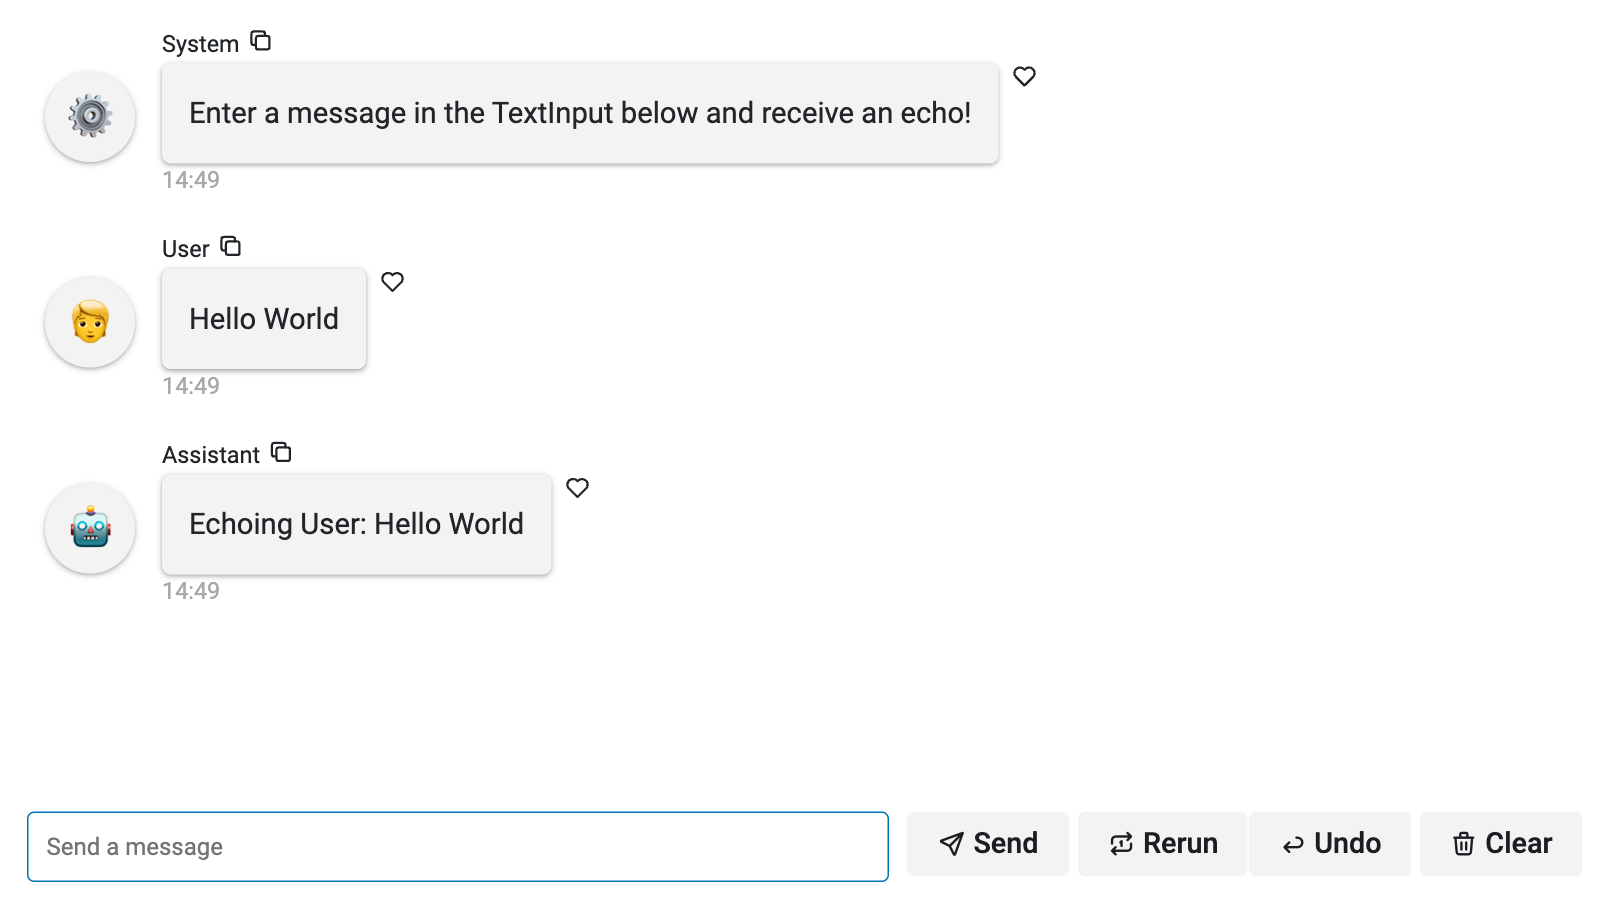 System
Enter a message in the TextInput below and receive an echo!
14:49
User
Hello World
14:49
Assistant
Echoing User: Hello World
14:49
Send a message
Send
Rerun
Undo
Clear